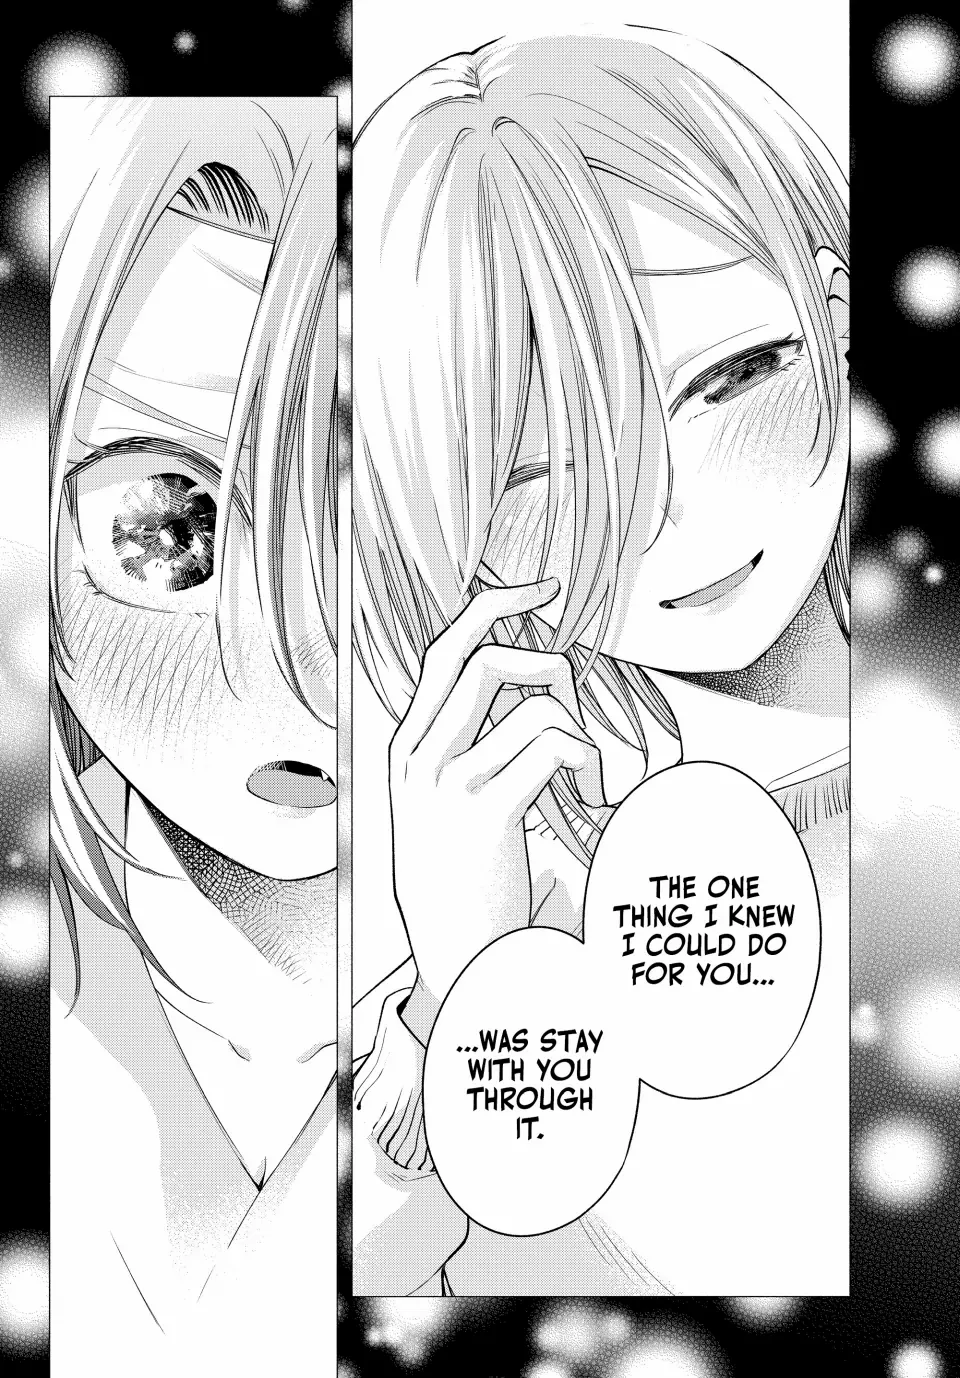 THE ONE
THING I KNEW
I COULD DO
FOR YOU...
...WAS STAY
WITH YOU
THROUGH
IT.